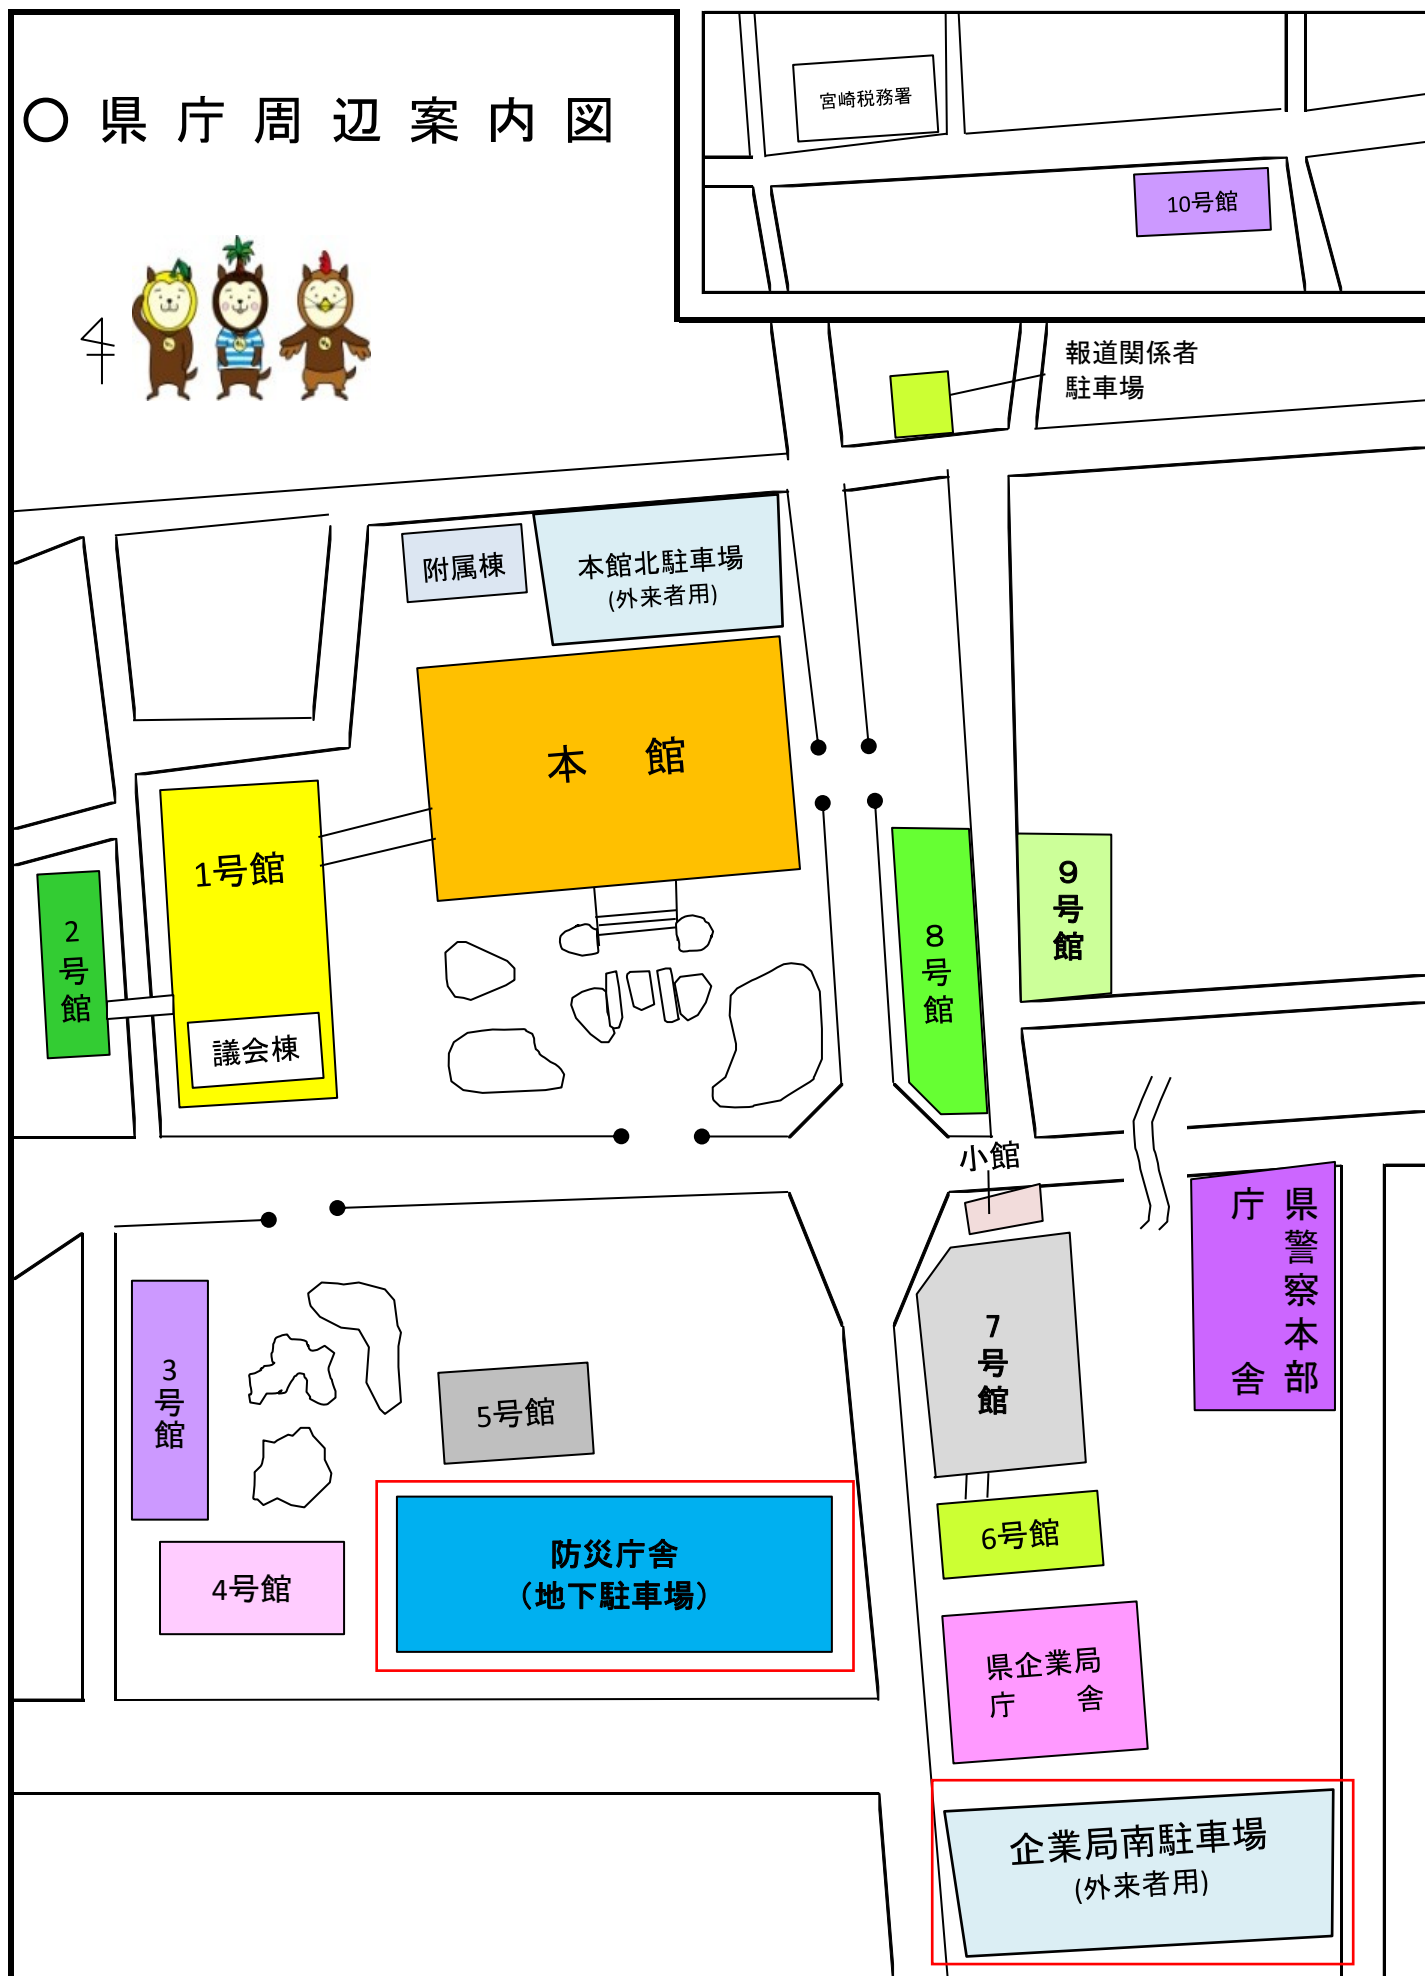 ○ 県 庁 周 辺 案 内 図
宮崎税務署
10号館
報道関係者
駐車場
附属棟
本館北駐車場
(外来者用)
本 館
1号館
2号館
議会棟
8号館
9号館
小館
県警察本部
庁 舎
3号館
5号館
7号館
4号館
防災庁舎
（地下駐車場）
6号館
県企業局
庁 舎
企業局南駐車場
(外来者用)